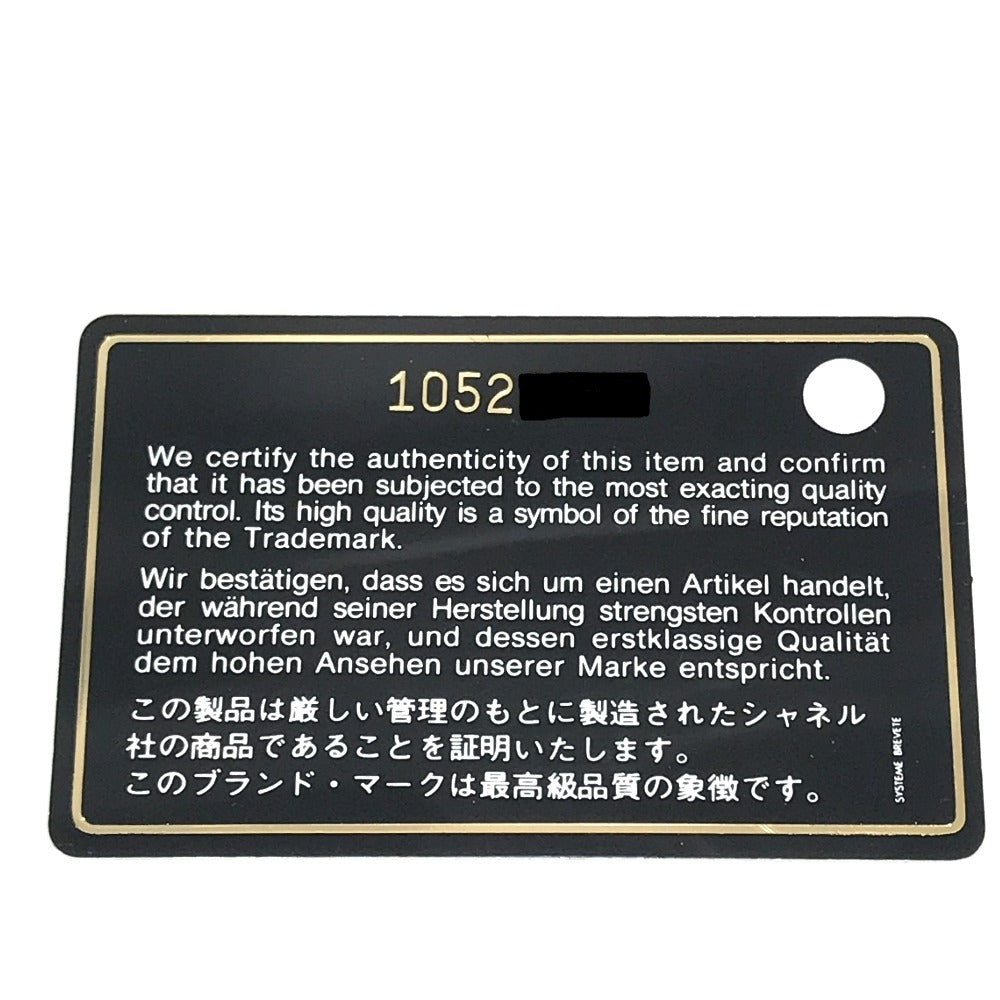 1052
We certify the authenticity of this item and confirm
that it has been subjected to the most exacting quality
control. Its high quality is a symbol of the fine reputation
of the Trademark.
Wir bestätigen, dass es sich um einen Artikel handelt,
der während seiner Herstellung strengsten Kontrollen
unterworfen war, und dessen erstklassige Qualität
dem hohen Ansehen unserer Marke entspricht.
この製品は厳しい管理のもとに製造されたシャネル
社の商品であることを証明いたします。
このブランド・マークは最高級品質の象徴です。
SYSTEME BREVETE